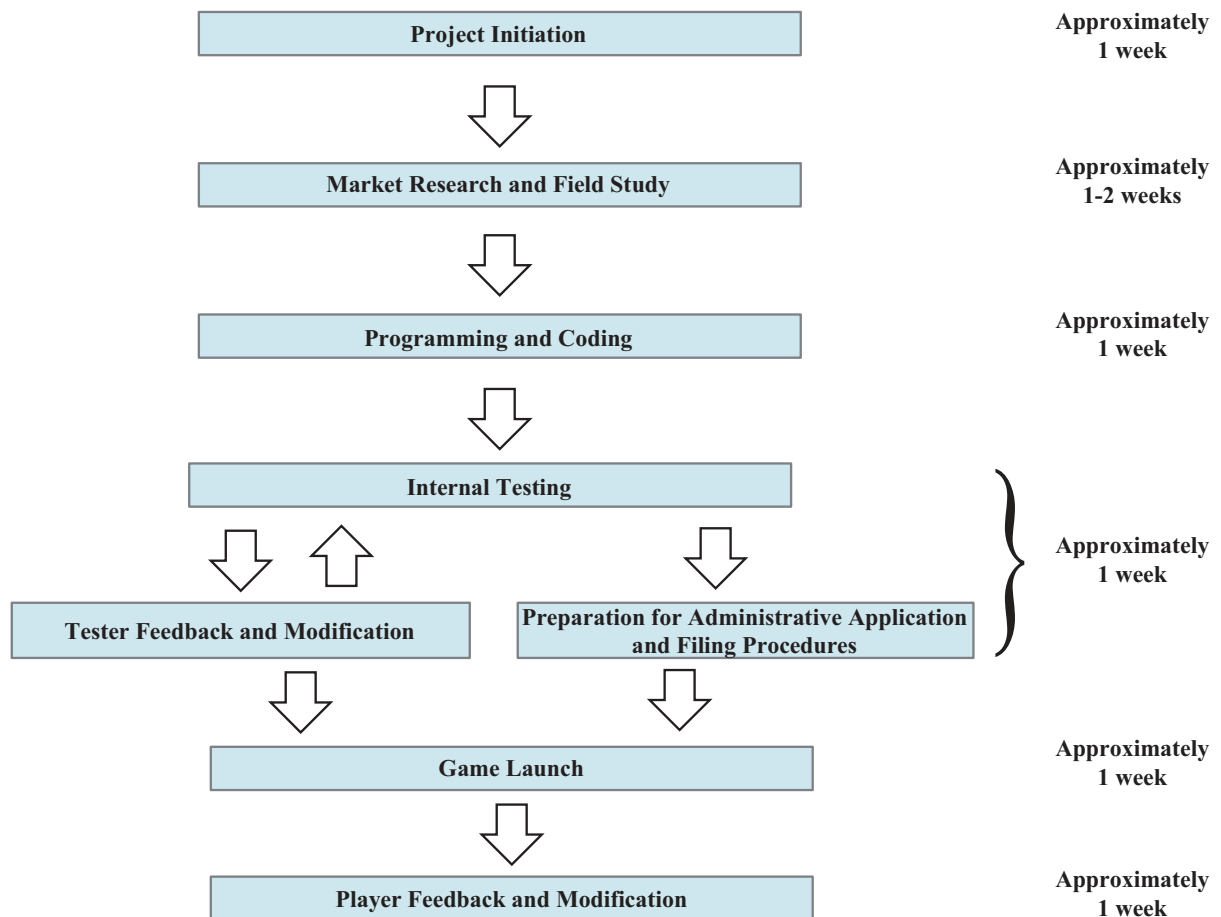 Project Initiation
Approximately
1 week
Market Research and Field Study
Approximately
1-2 weeks
Programming and Coding
Approximately
1 week
Internal Testing
Tester Feedback and Modification
Preparation for Administrative Application
and Filing Procedures
Approximately
1 week
Game Launch
Approximately
1 week
Player Feedback and Modification
Approximately
1 week